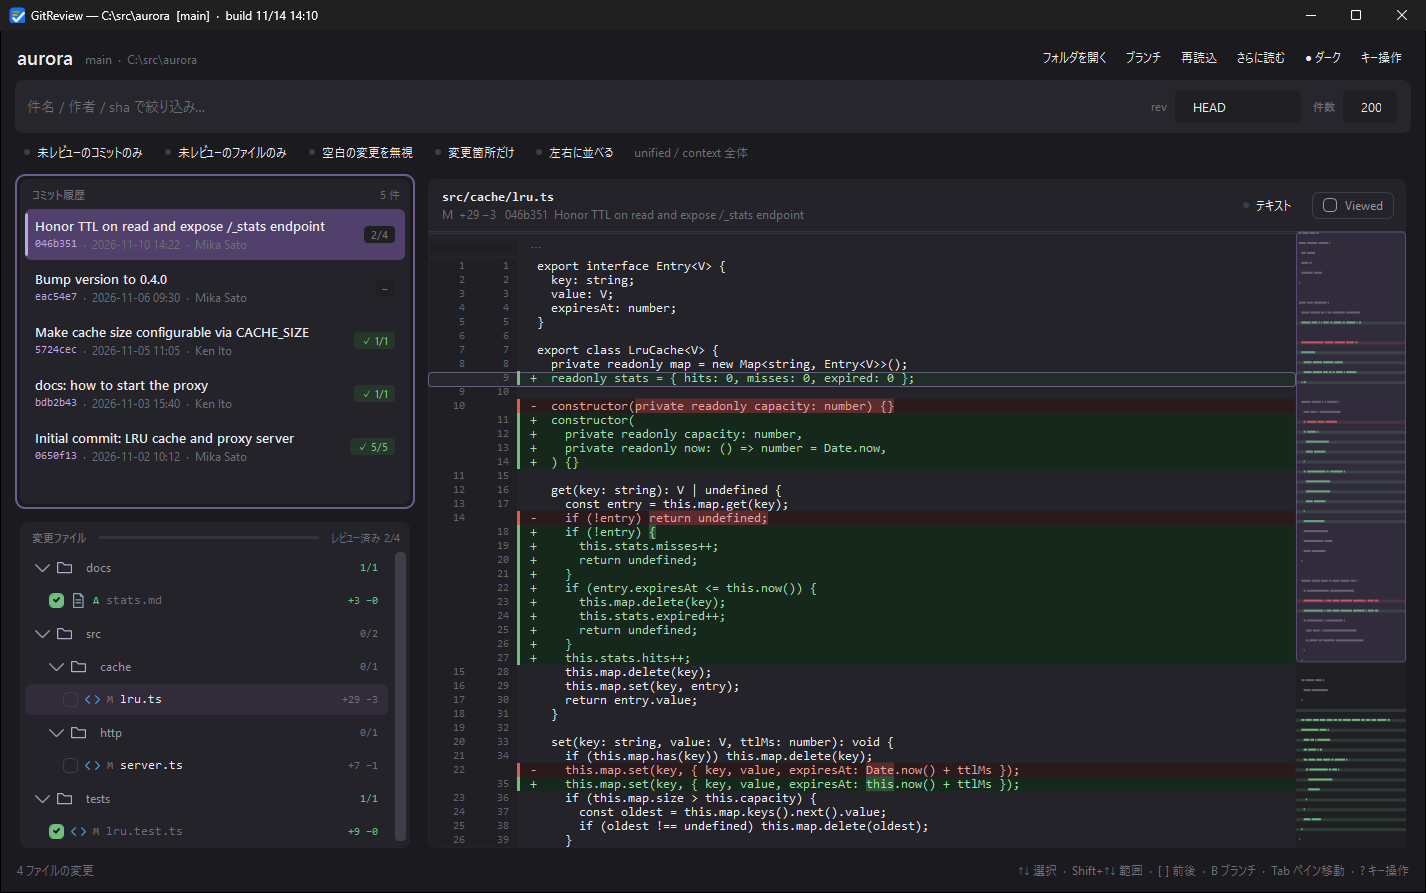 GitReview — C:\src\aurora [main] · build 11/14 14:10
aurora main · C:\src\aurora
フォルダを開く ブランチ 再読込 さらに読む ● ダーク キー操作
件名 / 作者 / sha で絞り込み...
rev HEAD 件数 200
未レビューのコミットのみ 未レビューのファイルのみ 空白の変更を無視 変更箇所だけ 左右に並べる unified / context 全体
コミット履歴 5 件
Honor TTL on read and expose /_stats endpoint
046b351 · 2026-11-10 14:22 · Mika Sato
2/4
Bump version to 0.4.0
eac54e7 · 2026-11-06 09:30 · Mika Sato
–
Make cache size configurable via CACHE_SIZE
5724cec · 2026-11-05 11:05 · Ken Ito
✓ 1/1
docs: how to start the proxy
bdb2b43 · 2026-11-03 15:40 · Ken Ito
✓ 1/1
Initial commit: LRU cache and proxy server
0650f13 · 2026-11-02 10:12 · Mika Sato
✓ 5/5
変更ファイル レビュー済み 2/4
docs 1/1
A stats.md +3 −0
src 0/2
cache 0/1
M lru.ts +29 −3
http 0/1
M server.ts +7 −1
tests 1/1
M lru.test.ts +9 −0
src/cache/lru.ts
M +29 −3 046b351 Honor TTL on read and expose /_stats endpoint
テキスト Viewed
...
1 1 export interface Entry<V> {
2 2 key: string;
3 3 value: V;
4 4 expiresAt: number;
5 5 }
6 6
7 7 export class LruCache<V> {
8 8 private readonly map = new Map<string, Entry<V>>();
9 + readonly stats = { hits: 0, misses: 0, expired: 0 };
9 10
10 - constructor(private readonly capacity: number) {}
11 + constructor(
12 + private readonly capacity: number,
13 + private readonly now: () => number = Date.now,
14 + ) {}
11 15
12 16 get(key: string): V | undefined {
13 17 const entry = this.map.get(key);
14 - if (!entry) return undefined;
18 + if (!entry) {
19 + this.stats.misses++;
20 + return undefined;
21 + }
22 + if (entry.expiresAt <= this.now()) {
23 + this.map.delete(key);
24 + this.stats.expired++;
25 + return undefined;
26 + }
27 + this.stats.hits++;
15 28 this.map.delete(key);
16 29 this.map.set(key, entry);
17 30 return entry.value;
18 31 }
19 32
20 33 set(key: string, value: V, ttlMs: number): void {
21 34 if (this.map.has(key)) this.map.delete(key);
22 - this.map.set(key, { key, value, expiresAt: Date.now() + ttlMs });
35 + this.map.set(key, { key, value, expiresAt: this.now() + ttlMs });
23 36 if (this.map.size > this.capacity) {
24 37 const oldest = this.map.keys().next().value;
25 38 if (oldest !== undefined) this.map.delete(oldest);
26 39 }
4 ファイルの変更
↑↓ 選択 · Shift+↑↓ 範囲 · [ ] 前後 · B ブランチ · Tab ペイン移動 · ? キー操作